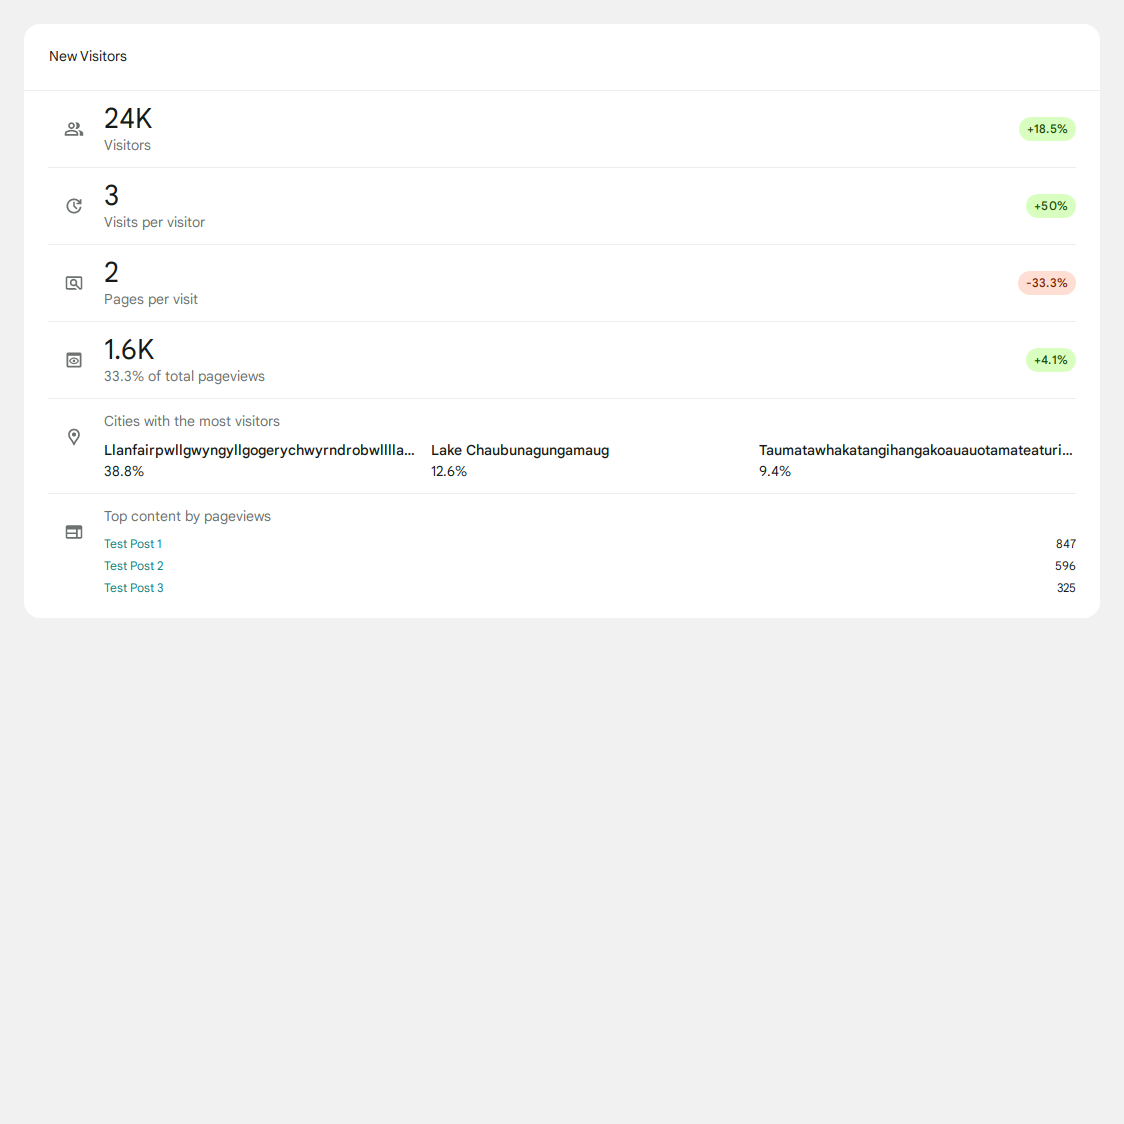 New Visitors
24K
Visitors
+18.5%
3
Visits per visitor
+50%
2
Pages per visit
-33.3%
1.6K
33.3% of total pageviews
+4.1%
Cities with the most visitors
Llanfairpwllgwyngyllgogerychwyrndrobwlllla...
38.8%
Lake Chaubunagungamaug
12.6%
Taumatawhakatangihangakoauauotamateaturi...
9.4%
Top content by pageviews
Test Post 1 847
Test Post 2 596
Test Post 3 325